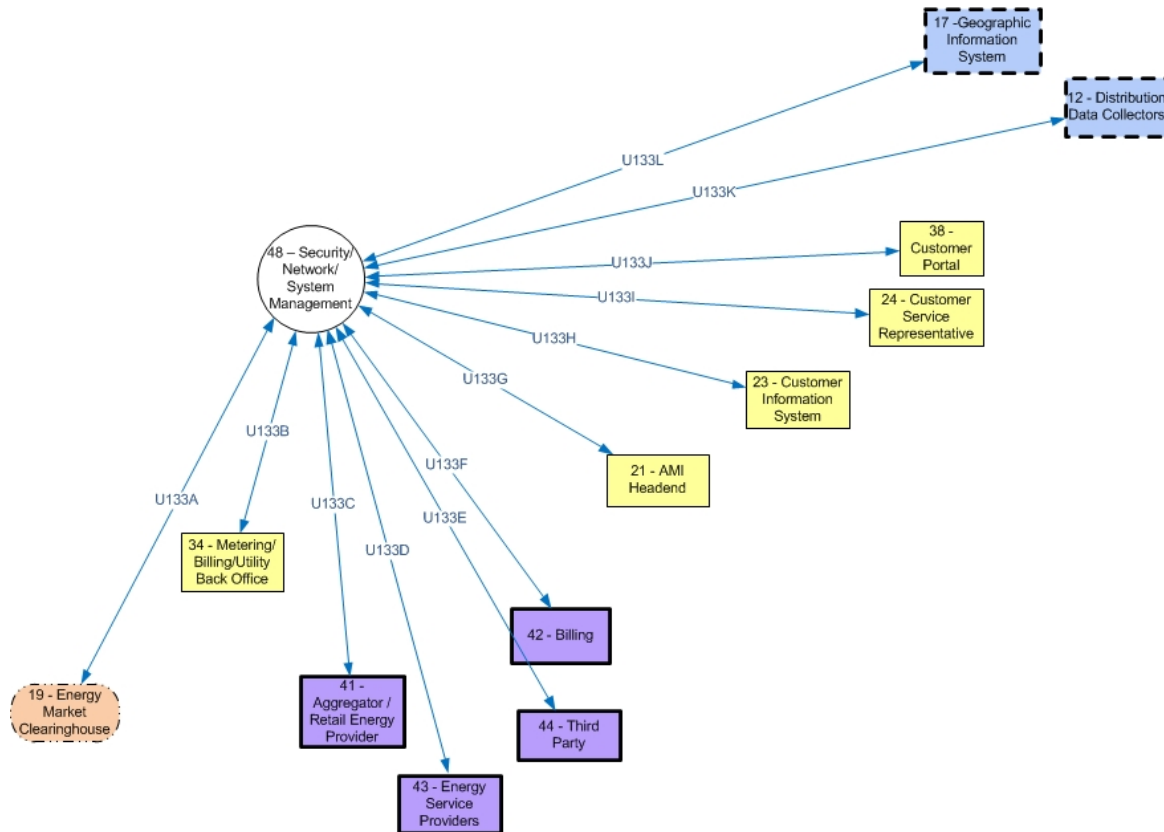 17 -Geographic
Information
System
12 - Distribution
Data Collectors
U133L
U133K
38 -
Customer
Portal
48 – Security/
Network/
System
Management
U133J
U133I
24 - Customer
Service
Representative
U133H
23 - Customer
Information
System
U133G
U133B
U133F
21 - AMI
Headend
U133A
U133C
U133E
U133D
34 - Metering/
Billing/Utility
Back Office
42 - Billing
19 - Energy
Market
Clearinghouse
41 -
Aggregator /
Retail Energy
Provider
44 - Third
Party
43 - Energy
Service
Providers